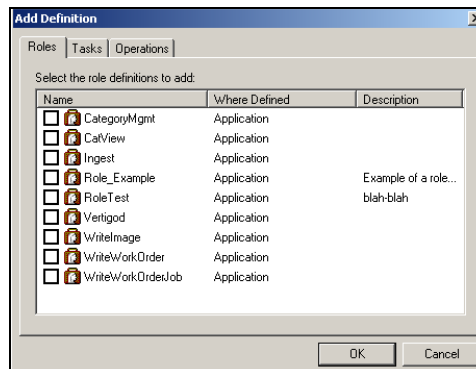 Add Definition
Roles Tasks Operations
Select the role definitions to add:
Name Where Defined Description
CategoryMgmt Application
CatView Application
Ingest Application
Role_Example Application Example of a role...
RoleTest Application blah-blah
Vertigod Application
WriteImage Application
WriteWorkOrder Application
WriteWorkOrderJob Application
OK Cancel